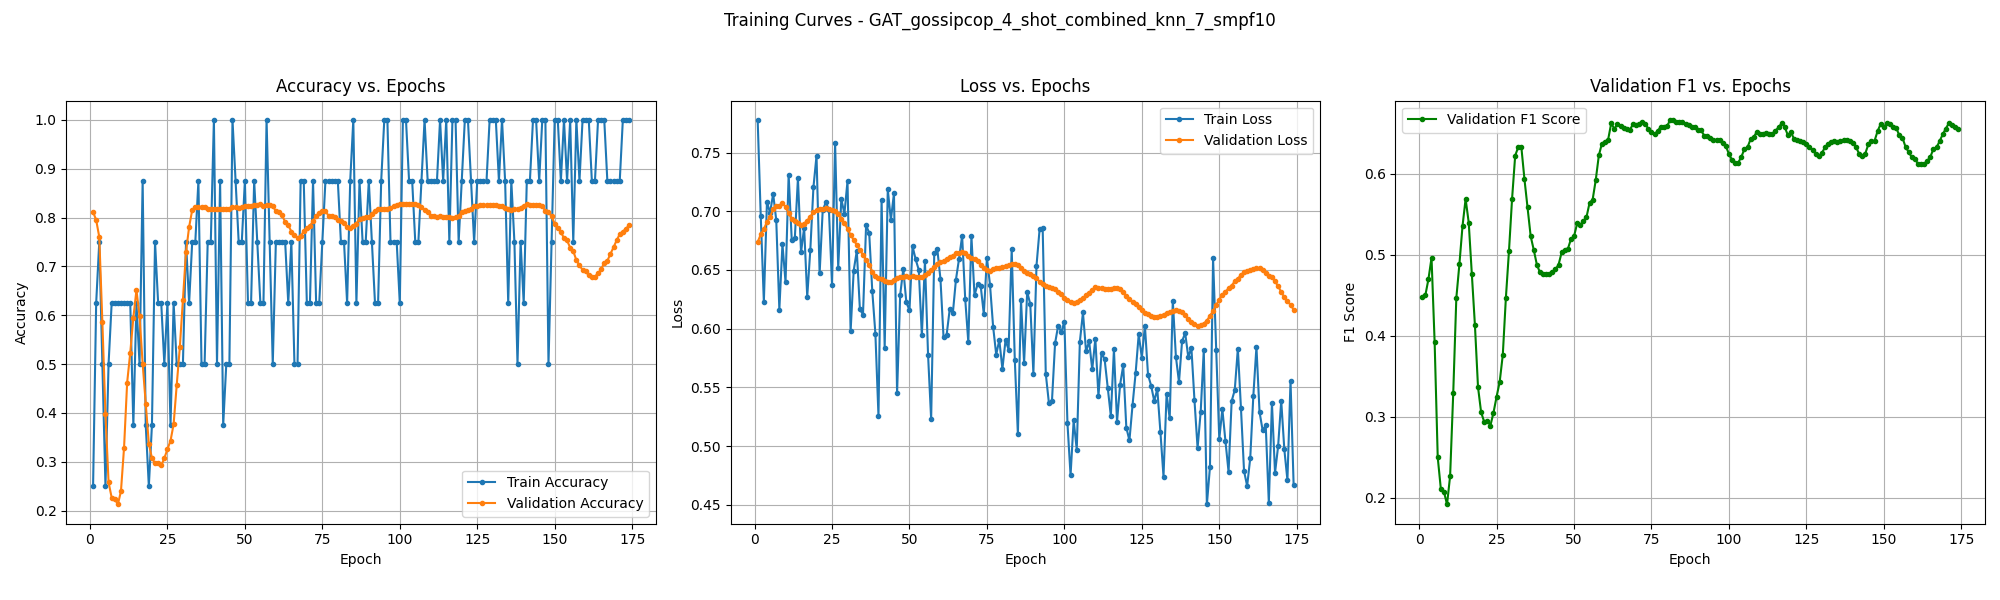 Training Curves - GAT_gossipcop_4_shot_combined_knn_7_smpf10
Accuracy vs. Epochs
Accuracy
1.0
0.9
0.8
0.7
0.6
0.5
0.4
0.3
0.2
Train Accuracy
Validation Accuracy
0 25 50 75 100 125 150 175
Epoch
Loss vs. Epochs
Loss
0.75
0.70
0.65
0.60
0.55
0.50
0.45
Train Loss
Validation Loss
0 25 50 75 100 125 150 175
Epoch
Validation F1 vs. Epochs
F1 Score
Validation F1 Score
0.6
0.5
0.4
0.3
0.2
0 25 50 75 100 125 150 175
Epoch